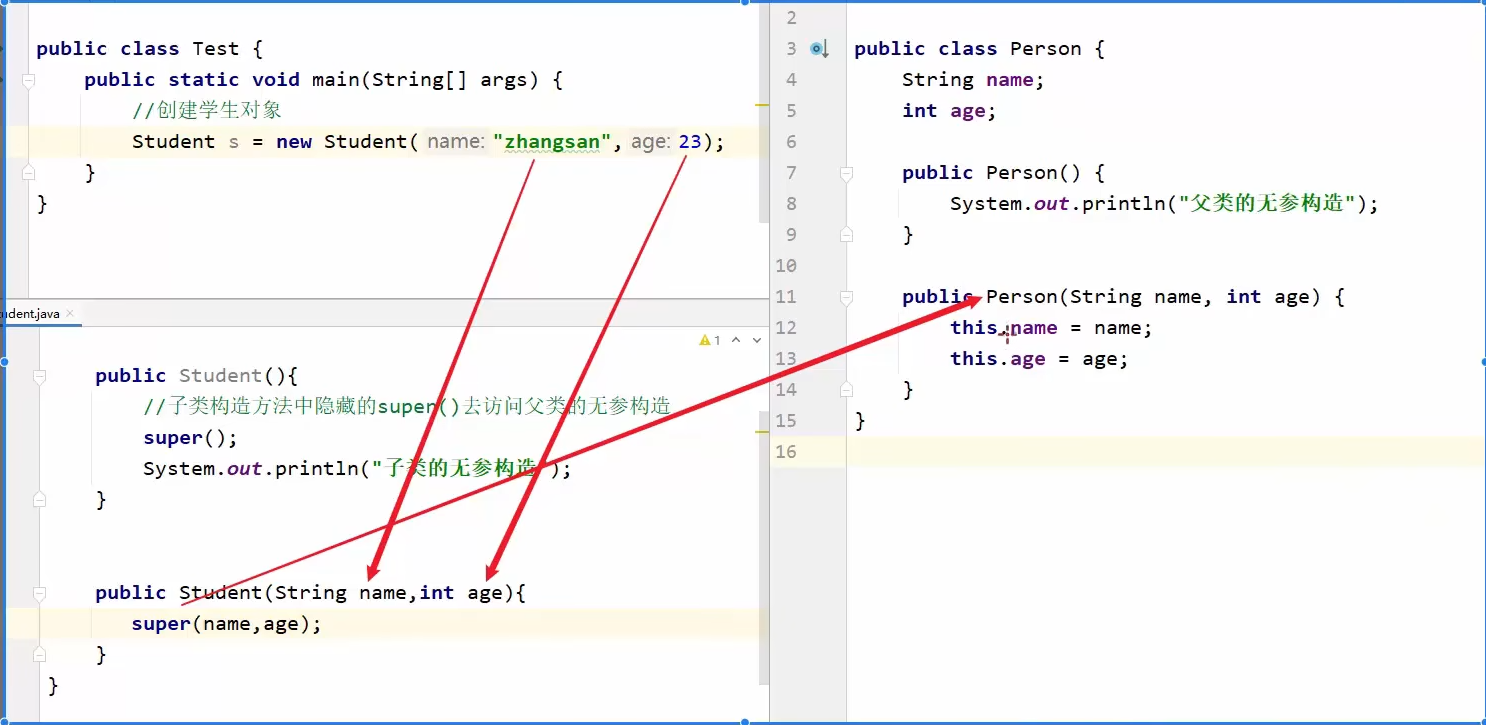 public class Test {
public static void main(String[] args) {
//创建学生对象
Student s = new Student( name: "zhangsan", age: 23);
}
}
udent.java ×
1
public Student(){
//子类构造方法中隐藏的super()去访问父类的无参构造
super();
System.out.println("子类的无参构造");
}
public Student(String name,int age){
super(name,age);
}
}
2
3 public class Person {
4 String name;
5 int age;
6
7 public Person() {
8 System.out.println("父类的无参构造");
9 }
10
11 public Person(String name, int age) {
12 this.name = name;
13 this.age = age;
14 }
15 }
16